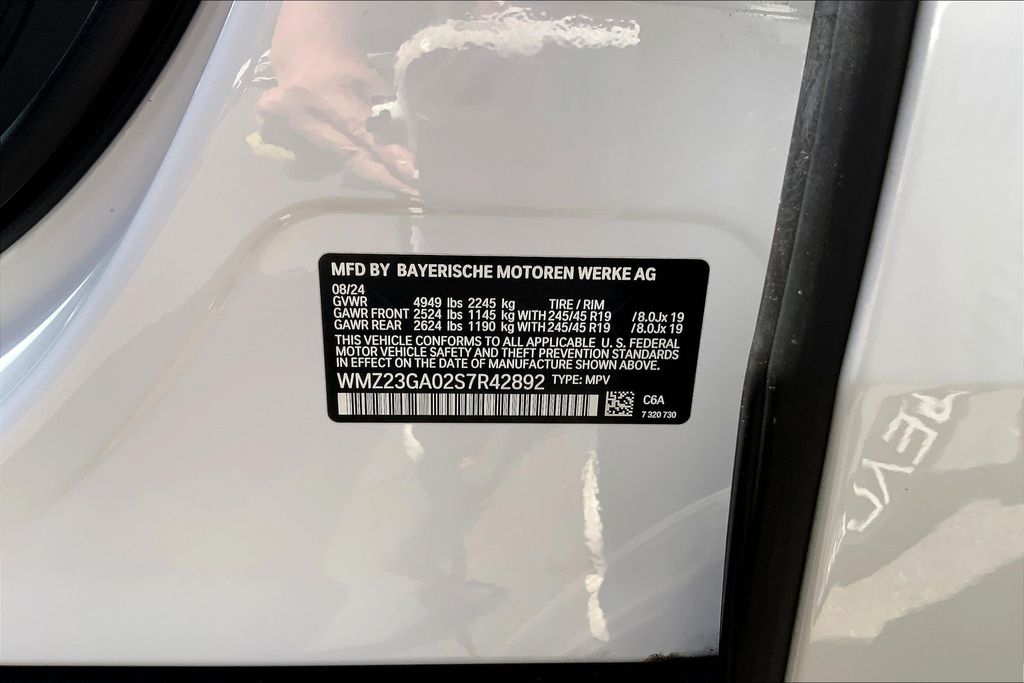 MFD BY BAYERISCHE MOTOREN WERKE AG
08/24
GVWR 4949 lbs 2245 kg TIRE / RIM
GAWR FRONT 2524 lbs 1145 kg WITH 245/45 R19 /8.0Jx 19
GAWR REAR 2624 lbs 1190 kg WITH 245/45 R19 /8.0Jx 19
THIS VEHICLE CONFORMS TO ALL APPLICABLE U. S. FEDERAL
MOTOR VEHICLE SAFETY AND THEFT PREVENTION STANDARDS
IN EFFECT ON THE DATE OF MANUFACTURE SHOWN ABOVE.
WMZ23GA02S7R42892 TYPE: MPV
C6A
7 320 730